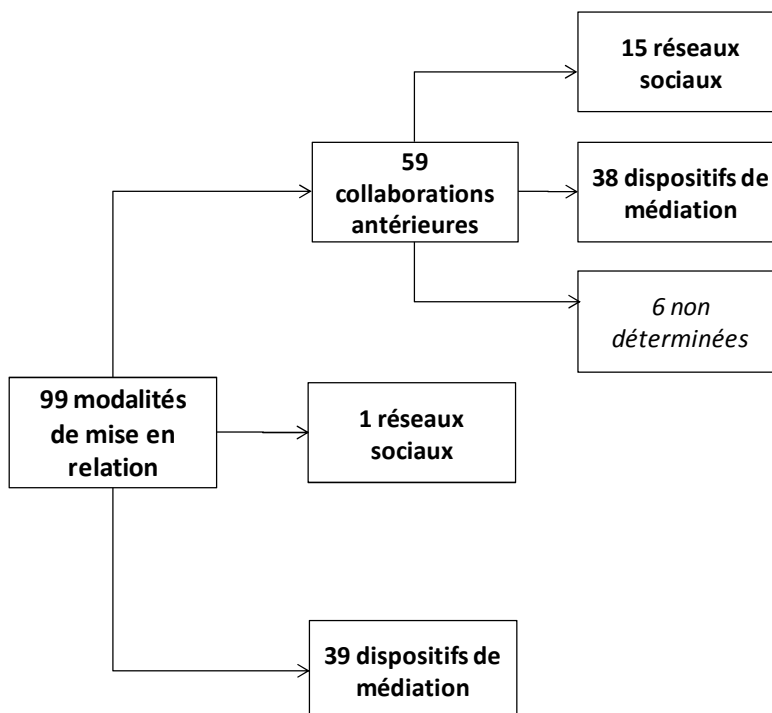 15 réseaux
sociaux
59
collaborations
antérieures
38 dispositifs de
médiation
6 non
déterminées
99 modalités
de mise en
relation
1 réseaux
sociaux
39 dispositifs de
médiation